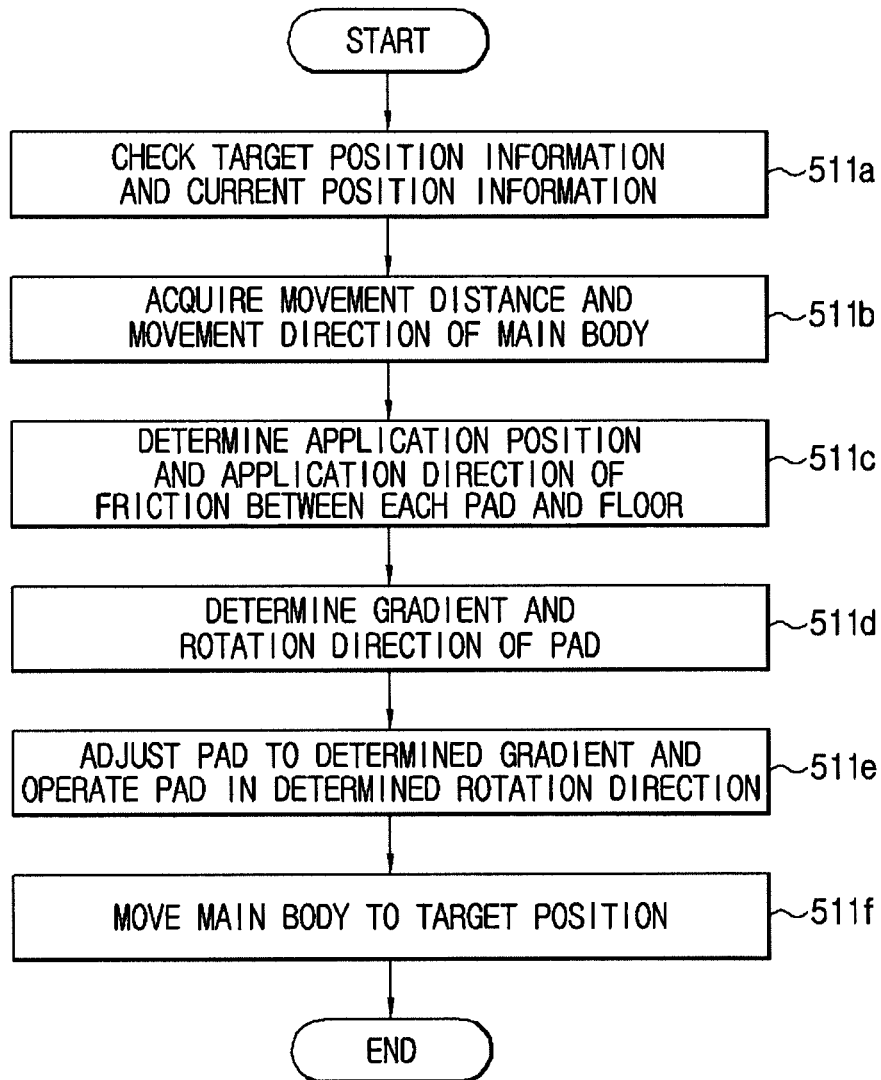 START
CHECK TARGET POSITION INFORMATION
AND CURRENT POSITION INFORMATION
511a
ACQUIRE MOVEMENT DISTANCE AND
MOVEMENT DIRECTION OF MAIN BODY
511b
DETERMINE APPLICATION POSITION
AND APPLICATION DIRECTION OF
FRICTION BETWEEN EACH PAD AND FLOOR
511c
DETERMINE GRADIENT AND
ROTATION DIRECTION OF PAD
511d
ADJUST PAD TO DETERMINED GRADIENT AND
OPERATE PAD IN DETERMINED ROTATION DIRECTION
511e
MOVE MAIN BODY TO TARGET POSITION
511f
END